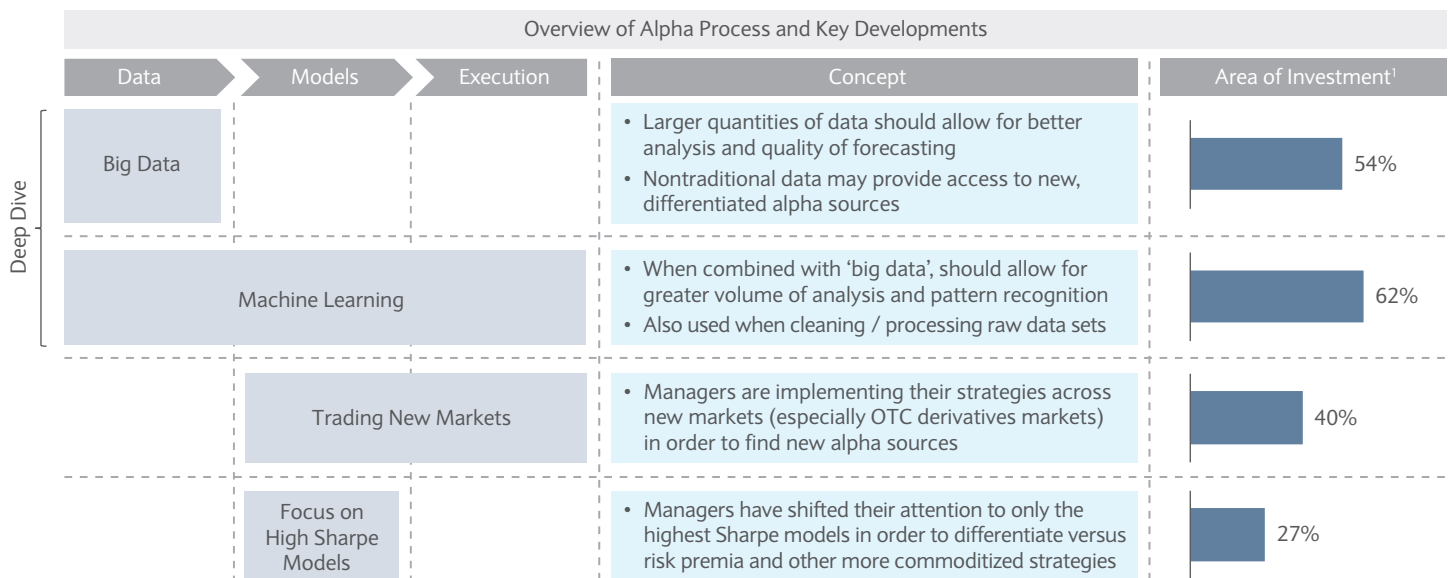 Overview of Alpha Process and Key Developments
Data
Models
Execution
Concept
Area of Investment¹
Deep Dive
Big Data
• Larger quantities of data should allow for better
analysis and quality of forecasting
• Nontraditional data may provide access to new,
differentiated alpha sources
54%
Machine Learning
• When combined with ‘big data’, should allow for
greater volume of analysis and pattern recognition
• Also used when cleaning / processing raw data sets
62%
Trading New Markets
• Managers are implementing their strategies across
new markets (especially OTC derivatives markets)
in order to find new alpha sources
40%
Focus on
High Sharpe
Models
• Managers have shifted their attention to only the
highest Sharpe models in order to differentiate versus
risk premia and other more commoditized strategies
27%